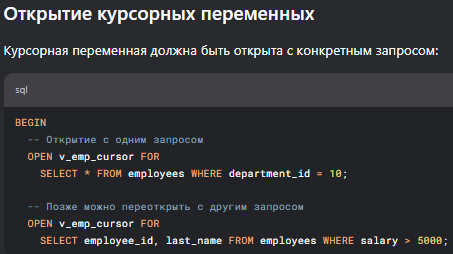 Открытие курсорных переменных
Курсорная переменная должна быть открыта с конкретным запросом:
sql
BEGIN
-- Открытие с одним запросом
OPEN v_emp_cursor FOR
SELECT * FROM employees WHERE department_id = 10;
-- Позже можно переоткрыть с другим запросом
OPEN v_emp_cursor FOR
SELECT employee_id, last_name FROM employees WHERE salary > 5000;